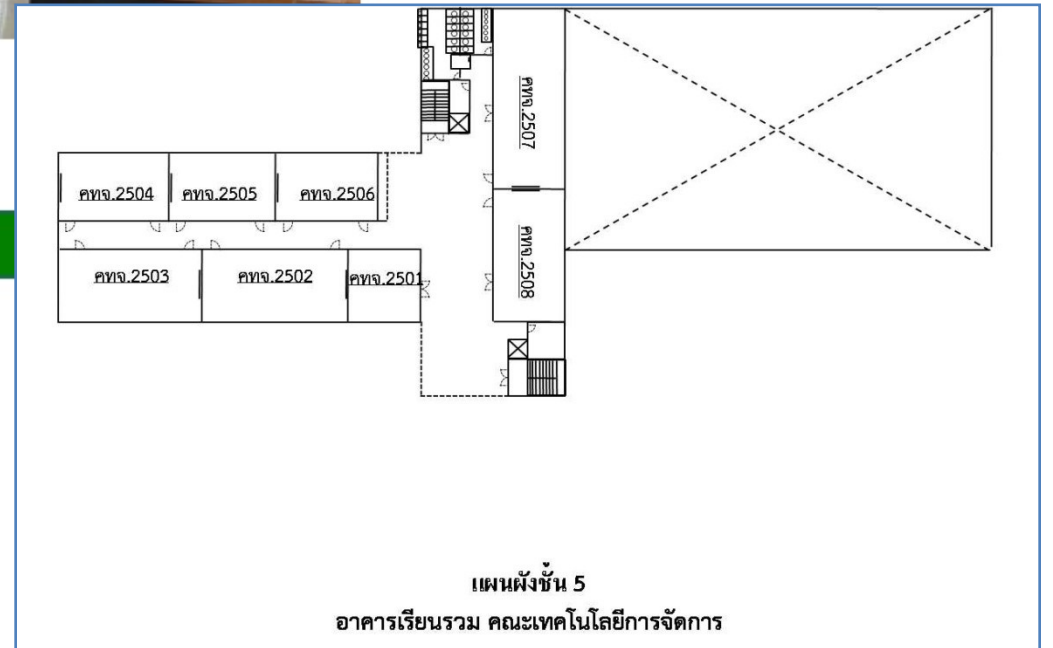 คทจ.2507
คทจ.2504
คทจ.2505
คทจ.2506
คทจ.2508
คทจ.2503
คทจ.2502
คทจ.2501
แผนผังชั้น 5
อาคารเรียนรวม คณะเทคโนโลยีการจัดการ